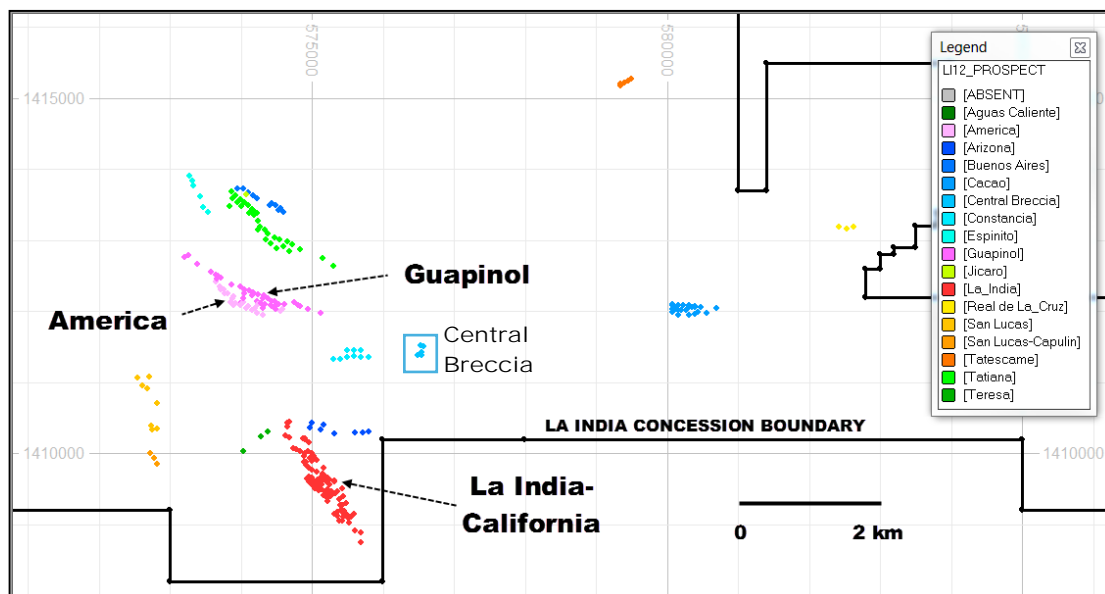 575000
580000
1415000
Legend
LI12_PROSPECT
[ABSENT]
[Aguas Caliente]
[America]
[Arizona]
[Buenos Aires]
[Cacao]
[Central Breccia]
[Constancia]
[Espinito]
[Guapinol]
[Jicaro]
[La_India]
[Real de La_Cruz]
[San Lucas]
[San Lucas-Capulin]
[Tatescame]
[Tatiana]
[Teresa]
Guapinol
America
Central
Breccia
LA INDIA CONCESSION BOUNDARY
1410000
1410000
La India-
California
0 2 km